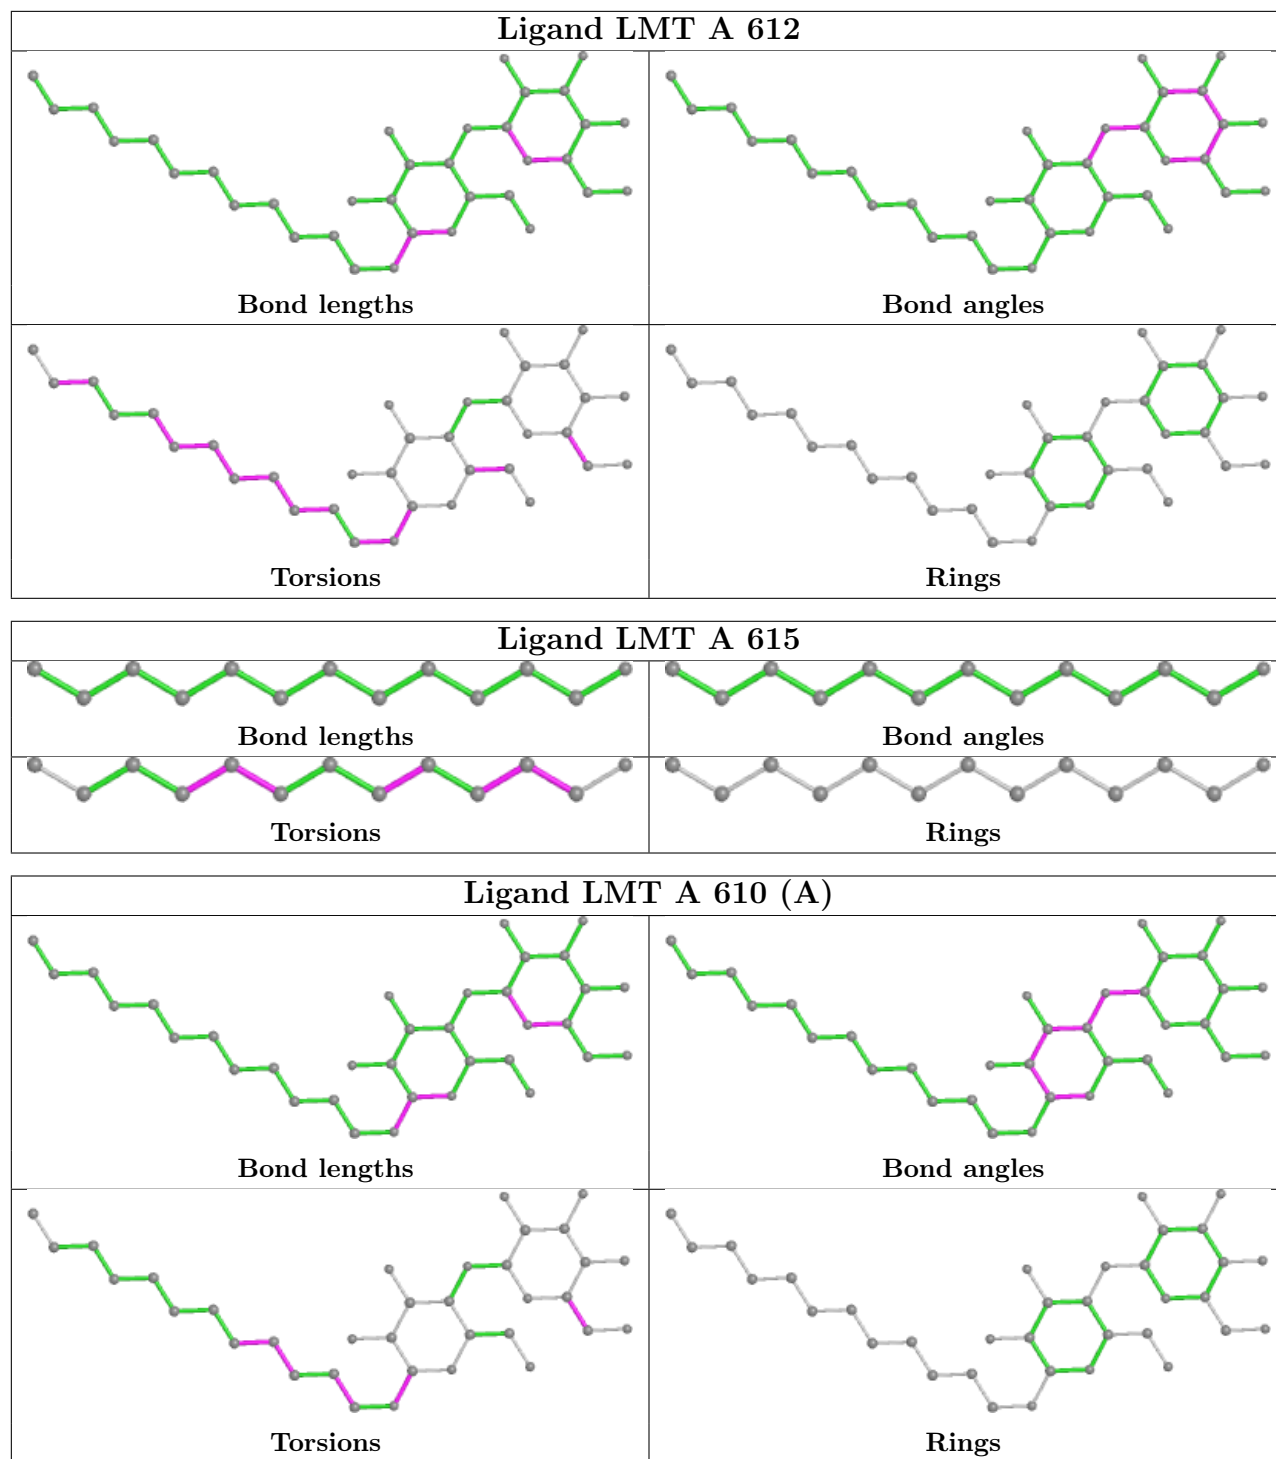 Ligand LMT A 612
Bond lengths
Bond angles
Torsions
Rings
Ligand LMT A 615
Bond lengths
Bond angles
Torsions
Rings
Ligand LMT A 610 (A)
Bond lengths
Bond angles
Torsions
Rings